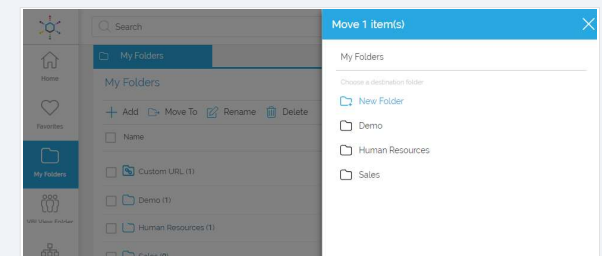 Search
Move 1 item(s)
Home
My Folders
My Folders
My Folders
Choose a destination folder
Add Move To Rename Delete
New Folder
Favorites
Name
Demo
Human Resources
My Folders
Custom URL (1)
Sales
Demo (1)
Human Resources (1)